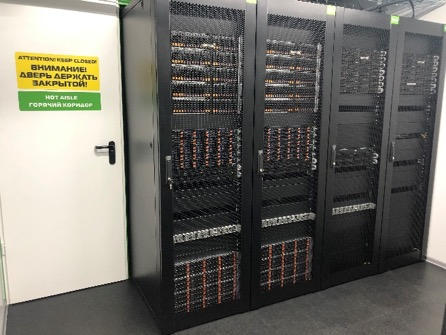 ATTENTION! KEEP CLOSED!
ВНИМАНИЕ!
ДВЕРЬ ДЕРЖАТЬ
ЗАКРЫТОЙ!
HOT AISLE
ГОРЯЧИЙ КОРИДОР